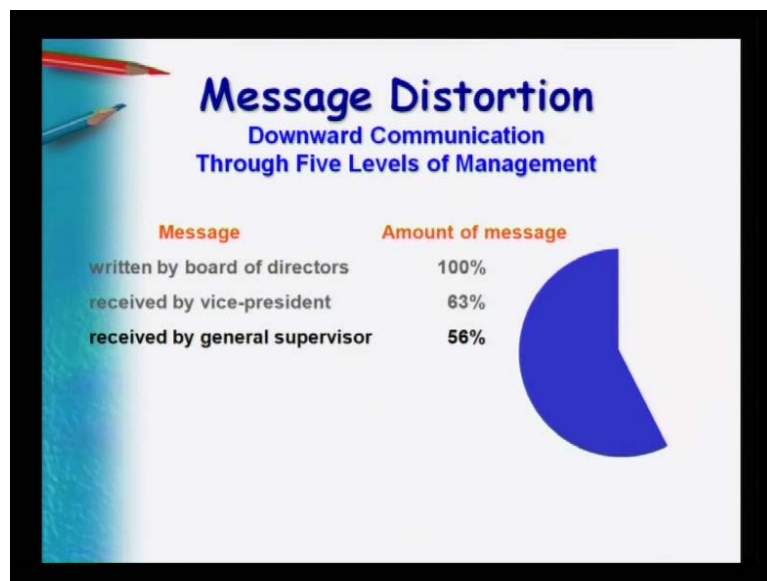 Message Distortion
Downward Communication
Through Five Levels of Management
Message Amount of message
written by board of directors 100%
received by vice-president 63%
received by general supervisor 56%